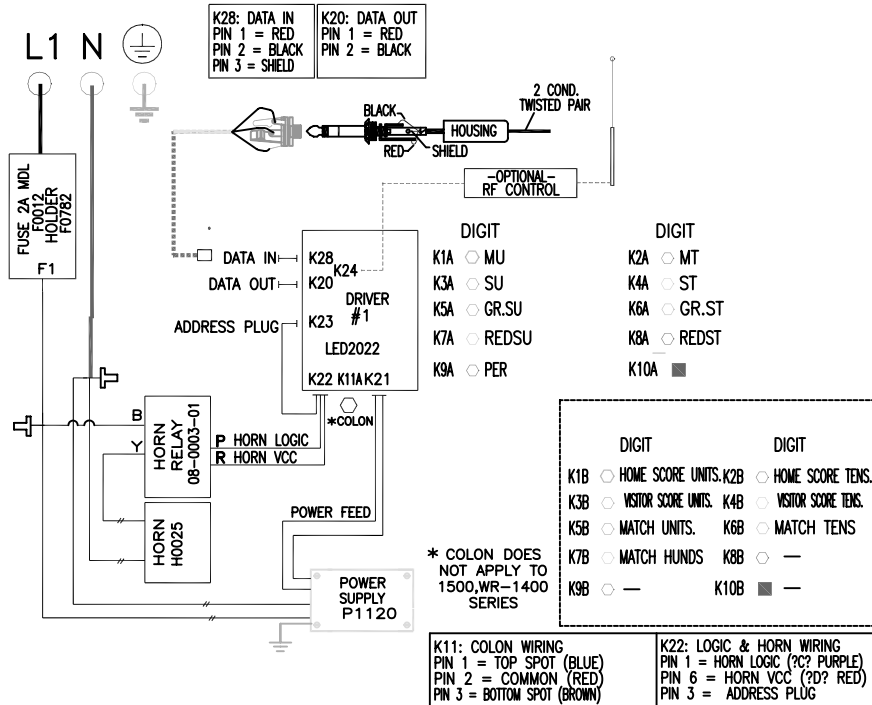 K28: DATA IN
PIN 1 = RED
PIN 2 = BLACK
PIN 3 = SHIELD
K20: DATA OUT
PIN 1 = RED
PIN 2 = BLACK
L1 N
BLACK
RED
SHIELD
HOUSING
2 COND.
TWISTED PAIR
-OPTIONAL-
RF CONTROL
FUSE 2A MDL
F0012
HOLDER
F0782
F1
DATA IN
DATA OUT
ADDRESS PLUG
K28
K24
K20
K23
DRIVER
#1
LED2022
K22 K11A K21
*COLON
DIGIT
K1A MU
K3A SU
K5A GR.SU
K7A REDSU
K9A PER
DIGIT
K2A MT
K4A ST
K6A GR.ST
K8A REDST
K10A
B
Y
HORN
RELAY
08-0003-01
P HORN LOGIC
R HORN VCC
HORN
H0025
POWER FEED
POWER
SUPPLY
P1120
* COLON DOES
NOT APPLY TO
1500,WR-1400
SERIES
DIGIT DIGIT
K1B HOME SCORE UNITS. K2B HOME SCORE TENS.
K3B VISITOR SCORE UNITS. K4B VISITOR SCORE TENS.
K5B MATCH UNITS. K6B MATCH TENS
K7B MATCH HUNDS K8B —
K9B — K10B —
K11: COLON WIRING
PIN 1 = TOP SPOT (BLUE)
PIN 2 = COMMON (RED)
PIN 3 = BOTTOM SPOT (BROWN)
K22: LOGIC & HORN WIRING
PIN 1 = HORN LOGIC (?C? PURPLE)
PIN 6 = HORN VCC (?D? RED)
PIN 3 = ADDRESS PLUG